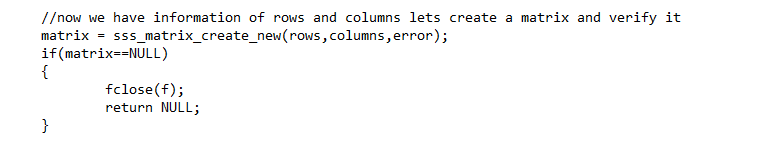 //now we have information of rows and columns lets create a matrix and verify it
matrix = sss_matrix_create_new(rows,columns,error);
if(matrix==NULL)
{
        fclose(f);
        return NULL;
}